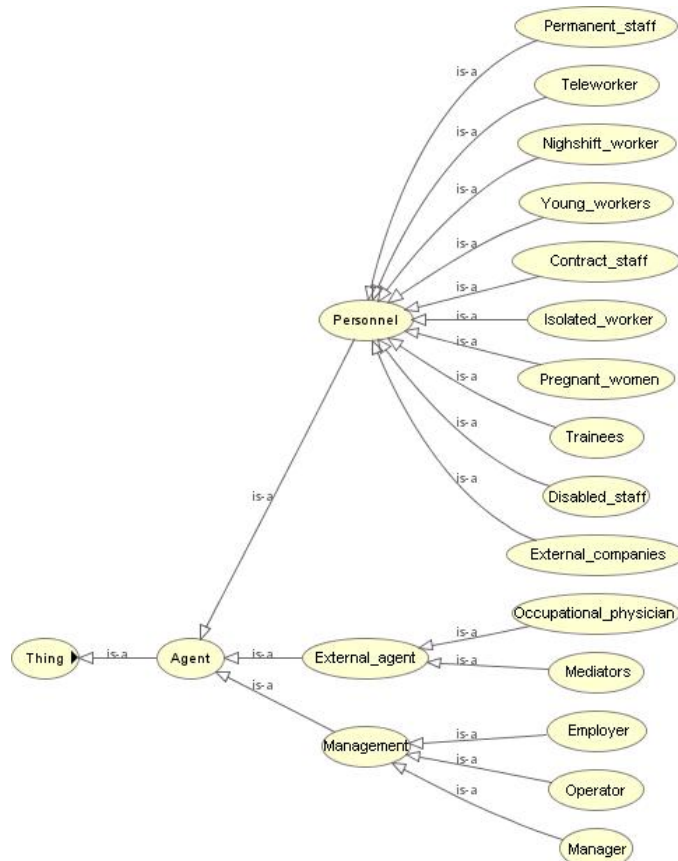 Permanent_staff
is-a
Teleworker
is-a
Nighshift_worker
is-a
Young_workers
is-a
Contract_staff
is-a
Personnel
is-a
Isolated_worker
is-a
Pregnant_women
is-a
Trainees
is-a
Disabled_staff
is-a
External_companies
is-a
Occupational_physician
is-a
Thing
is-a
Agent
is-a
External_agent
is-a
Mediators
is-a
Management
is-a
Employer
is-a
Operator
is-a
Manager